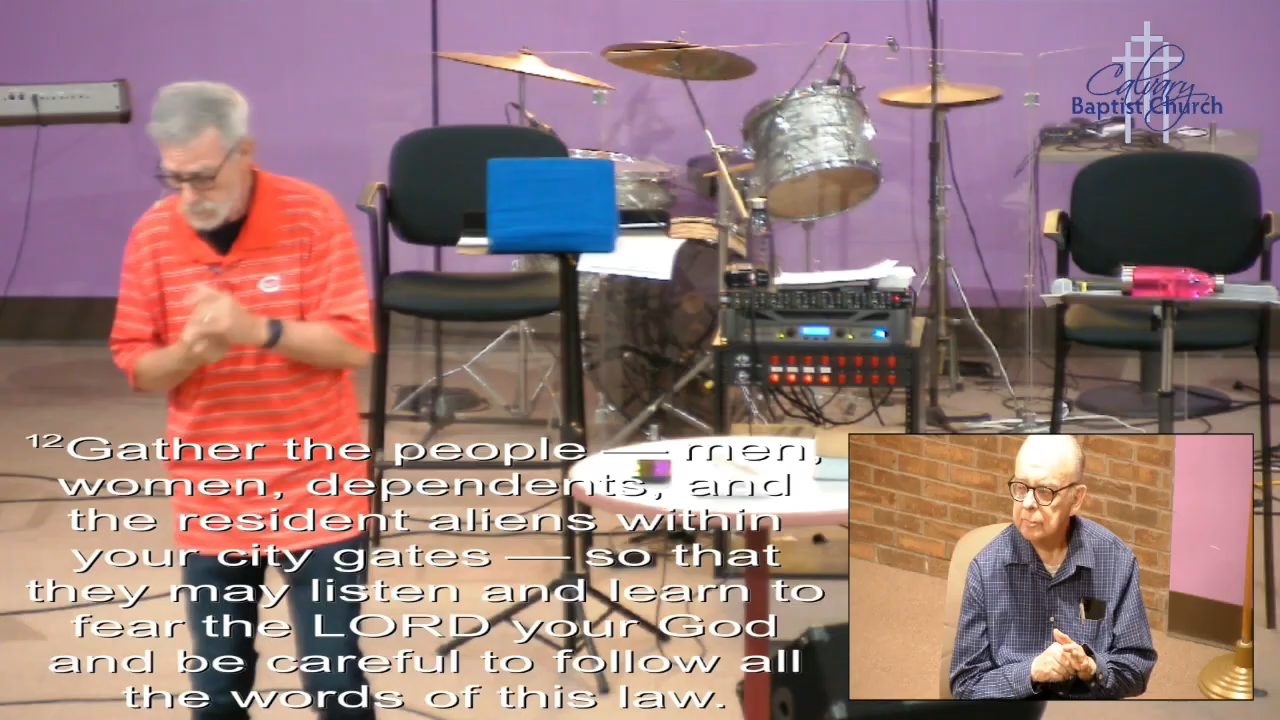 Calvary
Baptist Church
¹²Gather the people — men,
women, dependents, and
the resident aliens within
your city gates — so that
they may listen and learn to
fear the LORD your God
and be careful to follow all
the words of this law.